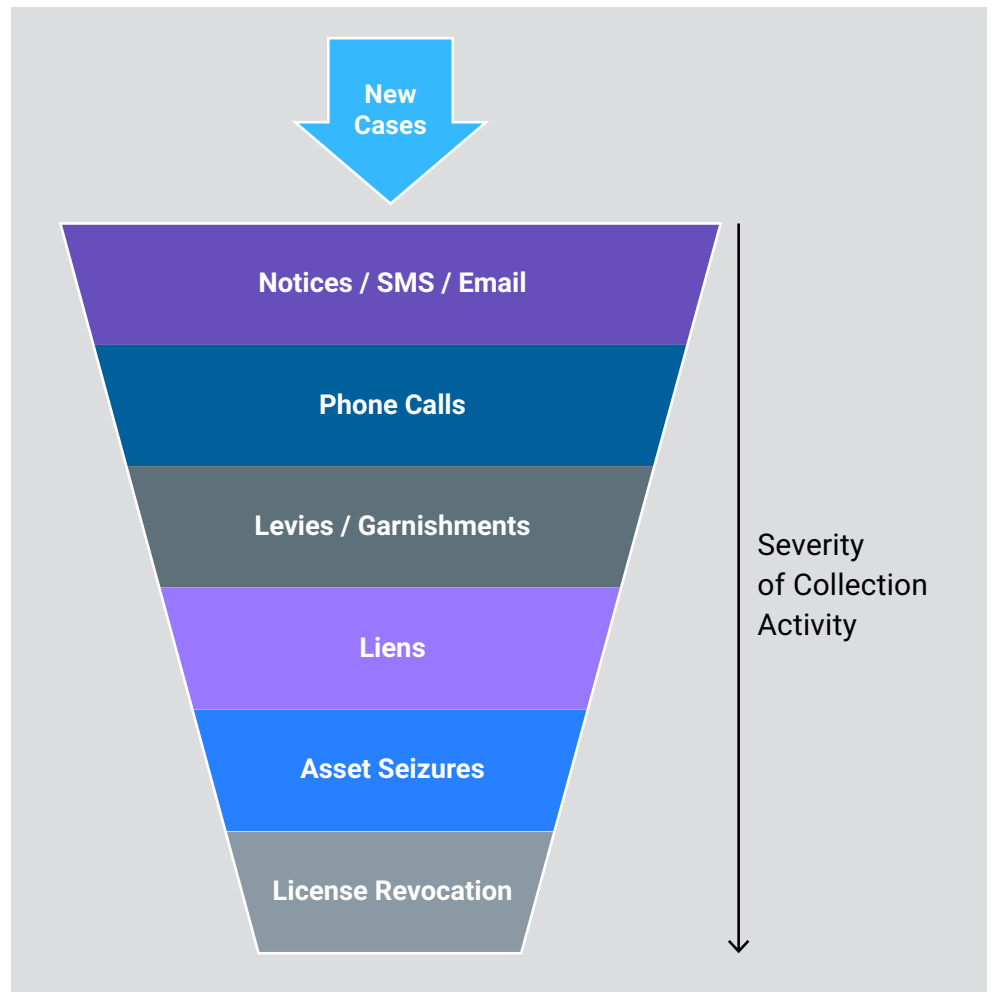 New
Cases
Notices / SMS / Email
Phone Calls
Levies / Garnishments
Liens
Asset Seizures
License Revocation
Severity
of Collection
Activity